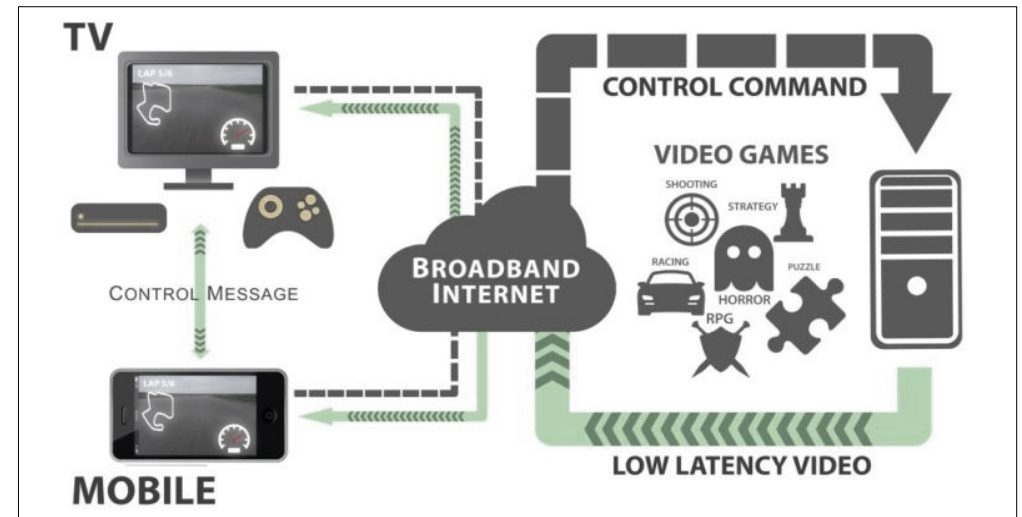 TV
LAP 5/6
CONTROL MESSAGE
LAP 5/6
MOBILE
BROADBAND
INTERNET
CONTROL COMMAND
VIDEO GAMES
SHOOTING
STRATEGY
RACING
HORROR
PUZZLE
RPG
LOW LATENCY VIDEO